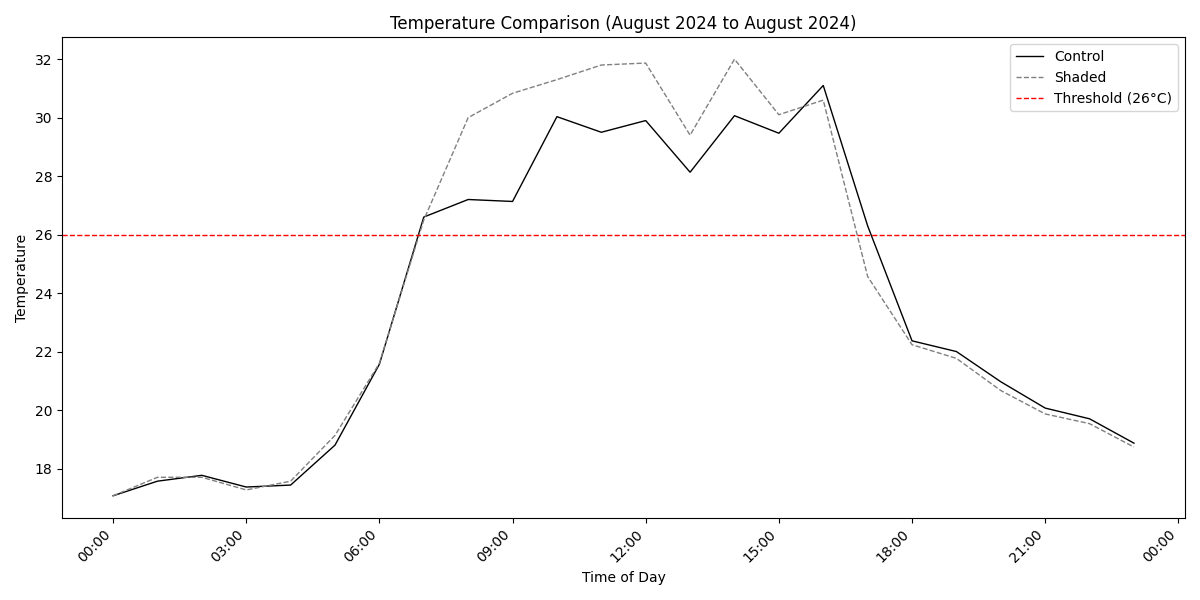 Temperature Comparison (August 2024 to August 2024)
Control
Shaded
Threshold (26°C)
Temperature
32
30
28
26
24
22
20
18
00:00
03:00
06:00
09:00
12:00
15:00
18:00
21:00
00:00
Time of Day